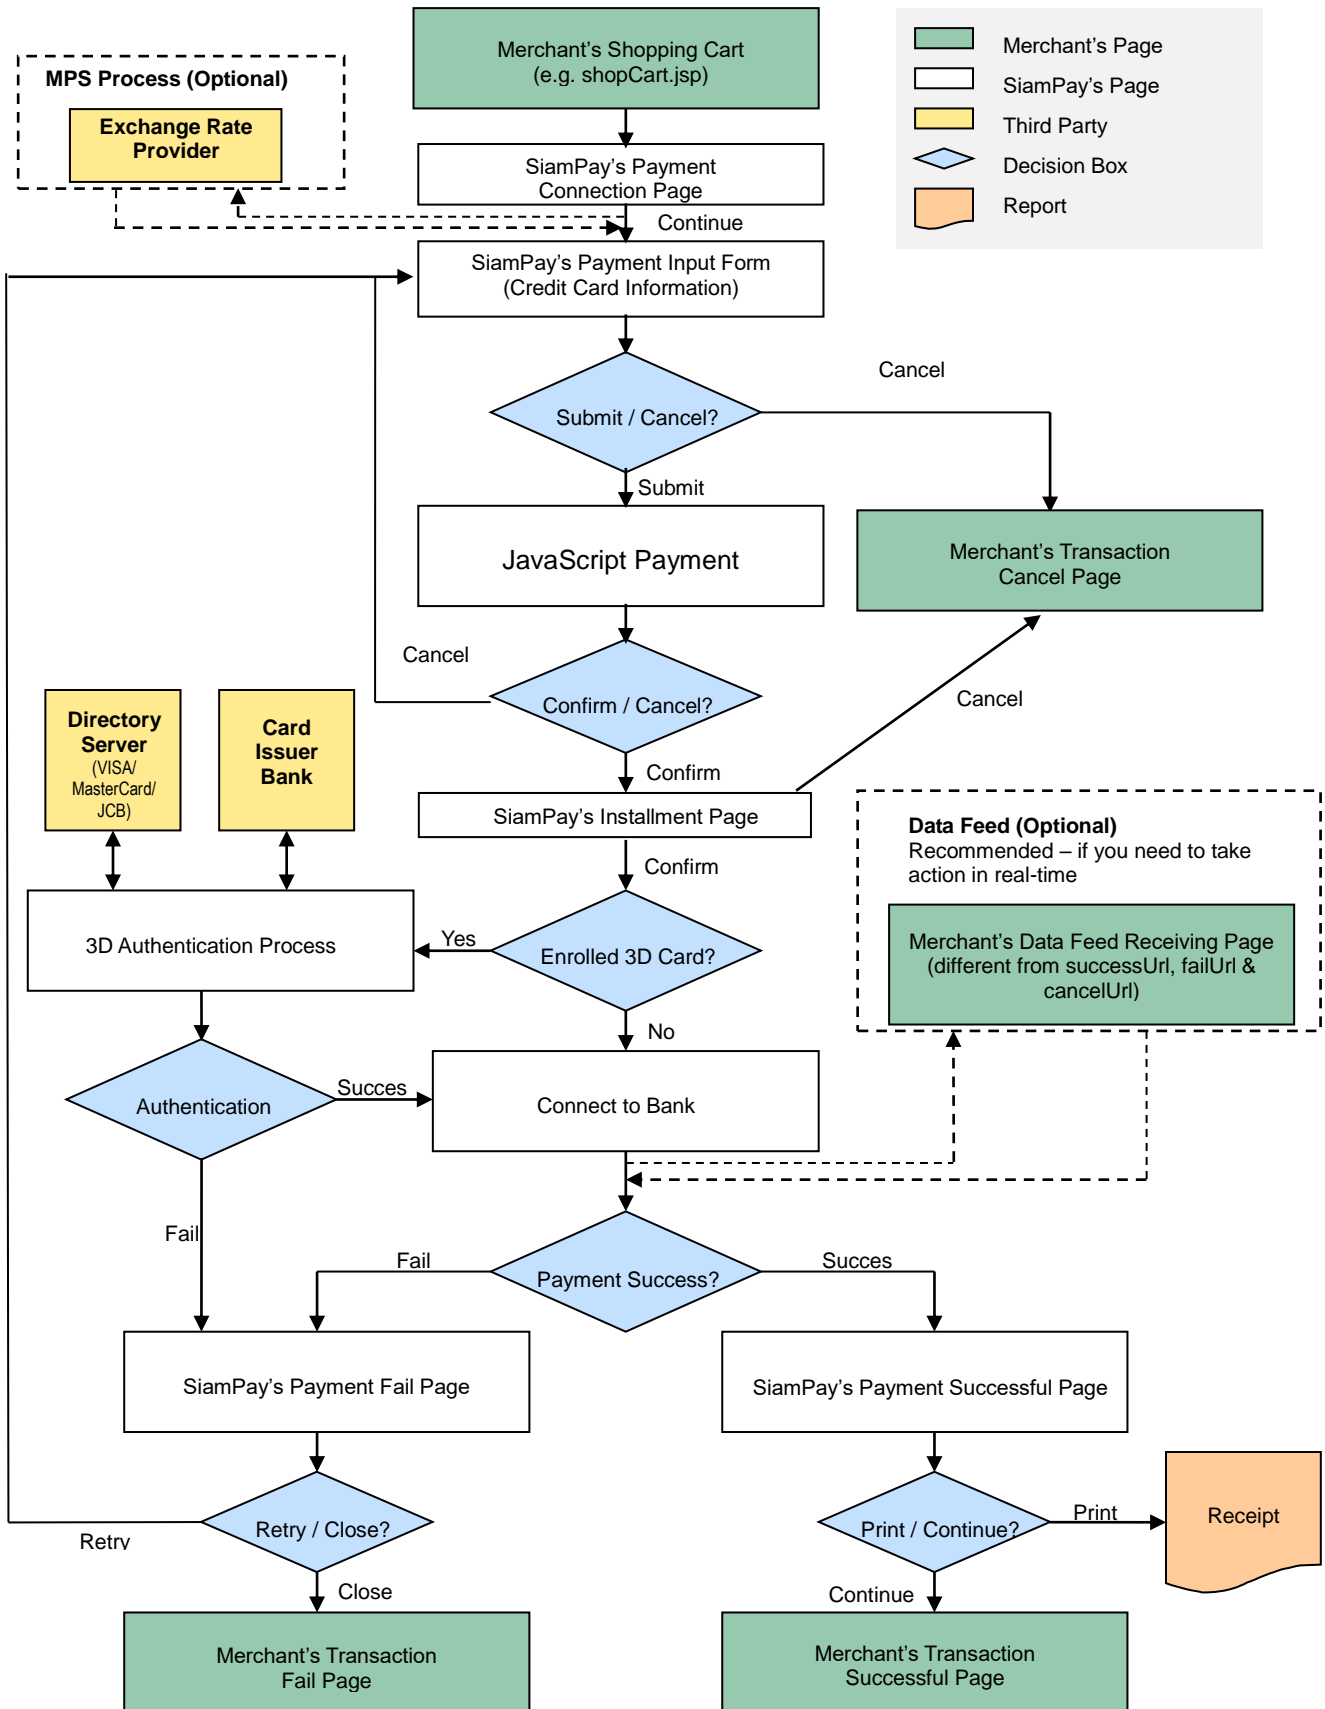 Merchant's Shopping Cart
(e.g. shopCart.jsp)
Merchant's Page
SiamPay's Page
Third Party
Decision Box
Report
MPS Process (Optional)
Exchange Rate
Provider
SiamPay's Payment
Connection Page
Continue
SiamPay's Payment Input Form
(Credit Card Information)
Cancel
Submit / Cancel?
Submit
JavaScript Payment
Merchant's Transaction
Cancel Page
Cancel
Confirm / Cancel?
Cancel
Directory
Server
(VISA/
MasterCard/
JCB)
Card
Issuer
Bank
Confirm
SiamPay's Installment Page
Data Feed (Optional)
Recommended – if you need to take
action in real-time
Confirm
3D Authentication Process
Yes
Enrolled 3D Card?
Merchant's Data Feed Receiving Page
(different from successUrl, failUrl &
cancelUrl)
No
Authentication
Succes
Connect to Bank
Fail
Fail
Payment Success?
Succes
SiamPay's Payment Fail Page
SiamPay's Payment Successful Page
Retry
Retry / Close?
Print / Continue?
Print
Receipt
Close
Continue
Merchant's Transaction
Fail Page
Merchant's Transaction
Successful Page